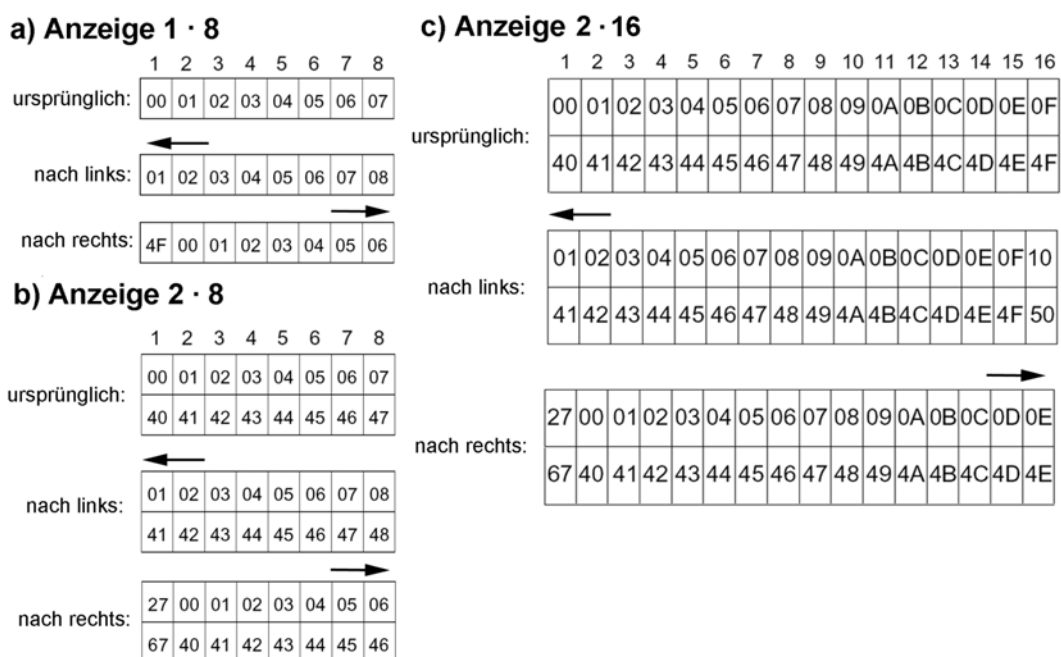 a) Anzeige 1 · 8
1 2 3 4 5 6 7 8
ursprünglich: 00 01 02 03 04 05 06 07
nach links: 01 02 03 04 05 06 07 08
nach rechts: 4F 00 01 02 03 04 05 06
b) Anzeige 2 · 8
1 2 3 4 5 6 7 8
ursprünglich:
00 01 02 03 04 05 06 07
40 41 42 43 44 45 46 47
nach links:
01 02 03 04 05 06 07 08
41 42 43 44 45 46 47 48
nach rechts:
27 00 01 02 03 04 05 06
67 40 41 42 43 44 45 46
c) Anzeige 2 · 16
1 2 3 4 5 6 7 8 9 10 11 12 13 14 15 16
ursprünglich:
00 01 02 03 04 05 06 07 08 09 0A 0B 0C 0D 0E 0F
40 41 42 43 44 45 46 47 48 49 4A 4B 4C 4D 4E 4F
nach links:
01 02 03 04 05 06 07 08 09 0A 0B 0C 0D 0E 0F 10
41 42 43 44 45 46 47 48 49 4A 4B 4C 4D 4E 4F 50
nach rechts:
27 00 01 02 03 04 05 06 07 08 09 0A 0B 0C 0D 0E
67 40 41 42 43 44 45 46 47 48 49 4A 4B 4C 4D 4E